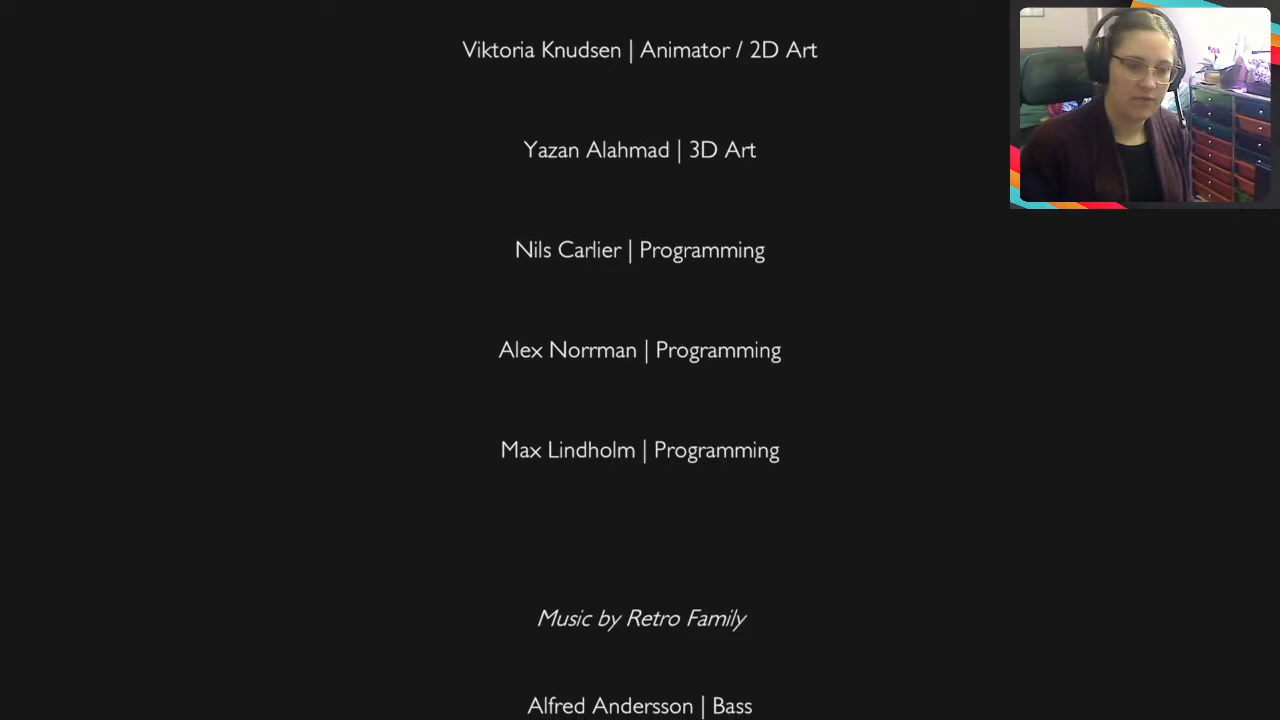 Viktoria Knudsen | Animator / 2D Art
Yazan Alahmad | 3D Art
Nils Carlier | Programming
Alex Norrman | Programming
Max Lindholm | Programming
Music by Retro Family
Alfred Andersson | Bass